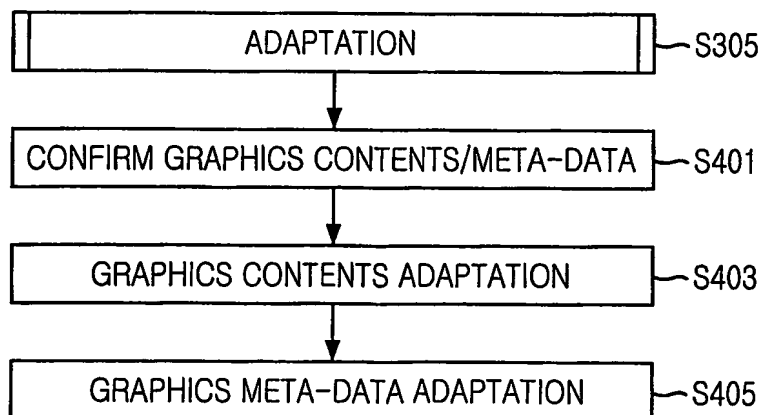 ADAPTATION S305
CONFIRM GRAPHICS CONTENTS/META-DATA S401
GRAPHICS CONTENTS ADAPTATION S403
GRAPHICS META-DATA ADAPTATION S405